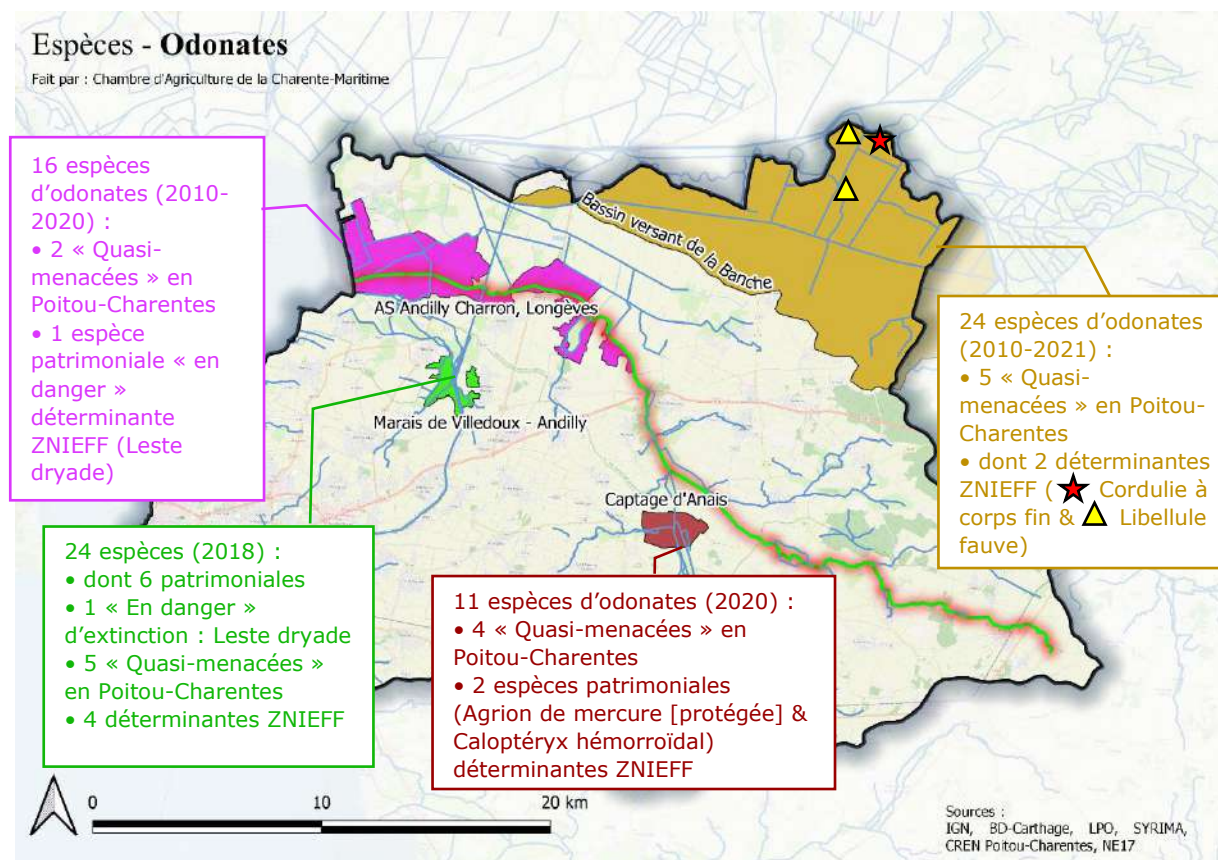 Espèces - Odonates
Fait par : Chambre d'Agriculture de la Charente-Maritime
16 espèces
d’odonates (2010-
2020) :
• 2 « Quasi-
menacées » en
Poitou-Charentes
• 1 espèce
patrimoniale « en
danger »
déterminante
ZNIEFF (Leste
dryade)
Bassin versant de la Banche
AS Andilly Charron, Longèves
Marais de Villedoux - Andilly
Captage d'Anais
24 espèces d’odonates
(2010-2021) :
• 5 « Quasi-
menacées » en Poitou-
Charentes
• dont 2 déterminantes
ZNIEFF ( Cordulie à
corps fin & Libellule
fauve)
24 espèces (2018) :
• dont 6 patrimoniales
• 1 « En danger »
d’extinction : Leste dryade
• 5 « Quasi-menacées »
en Poitou-Charentes
• 4 déterminantes ZNIEFF
11 espèces d’odonates (2020) :
• 4 « Quasi-menacées » en
Poitou-Charentes
• 2 espèces patrimoniales
(Agrion de mercure [protégée] &
Caloptéryx hémorroïdal)
déterminantes ZNIEFF
0 10 20 km
Sources :
IGN, BD-Carthage, LPO, SYRIMA,
CREN Poitou-Charentes, NE17